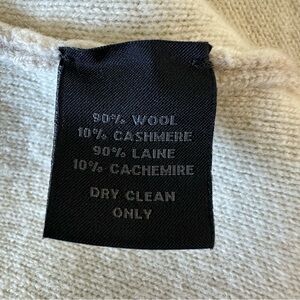 90% WOOL
10% CASHMERE
90% LAINE
10% CACHEMIRE
DRY CLEAN
ONLY